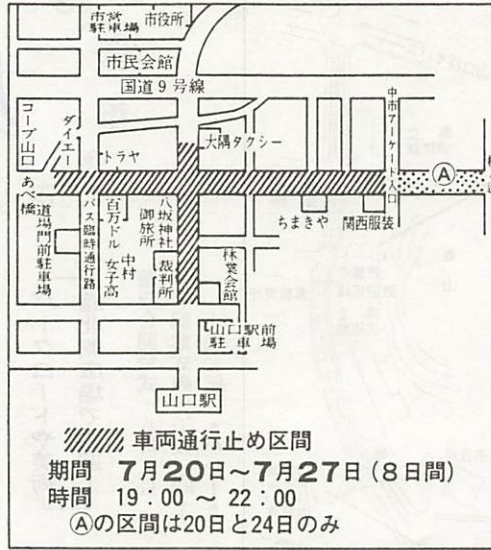 市営
駐車場
市役所
市民会館
国道9号線
コープ山口
ダイエー
トラヤ
大隅タクシー
中市アーケード入口
Ⓐ
あべ橋
道場門前駐車場
バス臨時通行路
百万ドル
中村女子高
八坂神社
御旅所
裁判所
林業会館
ちまきや
関西服装
山口駅前
駐車場
山口駅
車両通行止め区間
期間 7月20日~7月27日(8日間)
時間 19:00 ~ 22:00
Ⓐの区間は20日と24日のみ